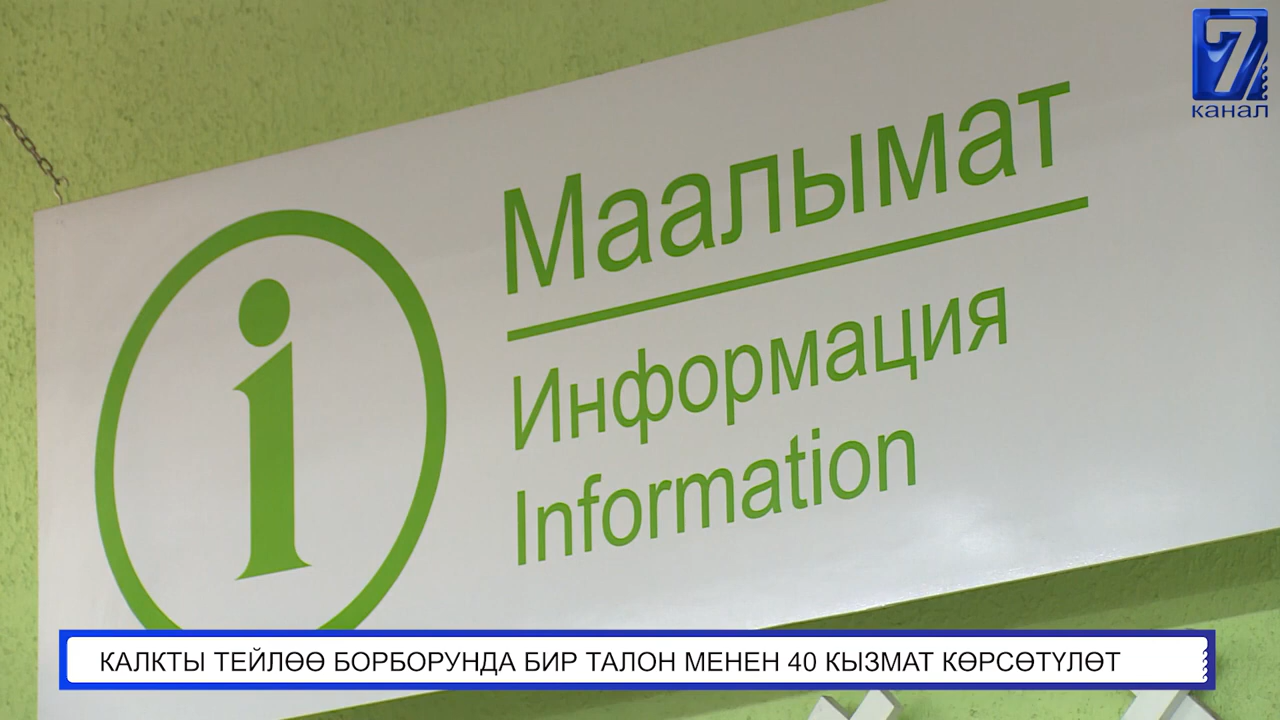 7
канал
i
Маалымат
Информация
Information
КАЛКТЫ ТЕЙЛӨӨ БОРБОРУНДА БИР ТАЛОН МЕНЕН 40 КЫЗМАТ КӨРСӨТҮЛӨТ